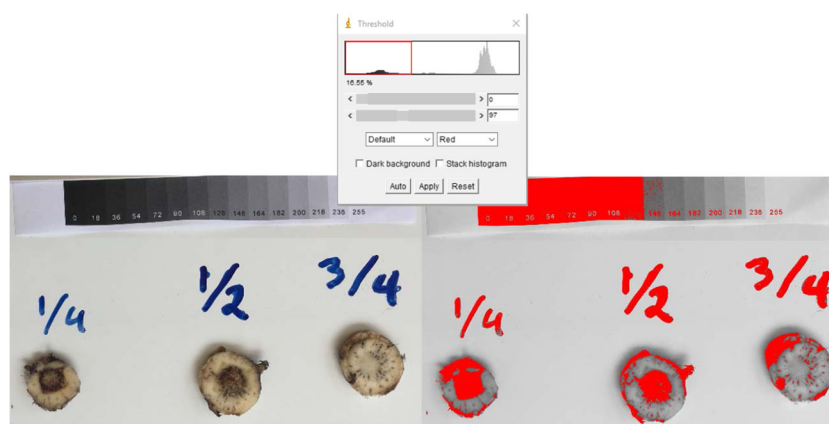 Threshold
16.55 %
0
97
Default Red
Dark background Stack histogram
Auto Apply Reset
0 18 36 54 72 90 108 126 146 164 182 200 218 236 255
0 18 36 54 72 90 108 146 164 182 200 218 236 255
1/4 1/2 3/4
1/4 1/2 3/4